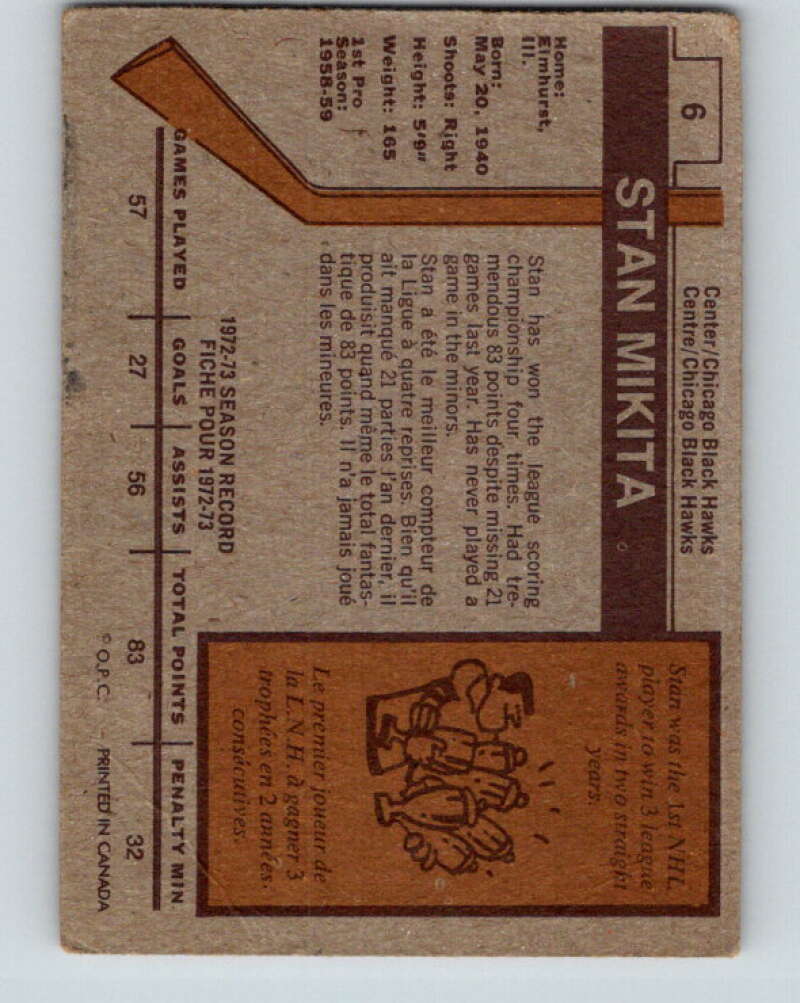 6
Center/Chicago Black Hawks
Centre/Chicago Black Hawks
STAN MIKITA
Home:
Elmhurst,
Ill.
Born:
May 20, 1940
Shoots: Right
Height: 5'9"
Weight: 165
1st Pro
Season:
1958-59
Stan has won the league scoring
championship four times. Had tre-
mendous 83 points despite missing 21
games last year. Has never played a
game in the minors.
Stan a été le meilleur compteur de
la Ligue à quatre reprises. Bien qu'il
ait manqué 21 parties l'an dernier, il
produisit quand même le total fantas-
tique de 83 points. Il n'a jamais joué
dans les mineures.
Stan was the 1st NHL
player to win 3 league
awards in two straight
years.
Le premier joueur de
la L.N.H. à gagner 3
trophées en 2 années
consécutives.
1972-73 SEASON RECORD
FICHE POUR 1972-73
GAMES PLAYED GOALS ASSISTS TOTAL POINTS PENALTY MIN.
57 27 56 83 32
© O.P.C. PRINTED IN CANADA